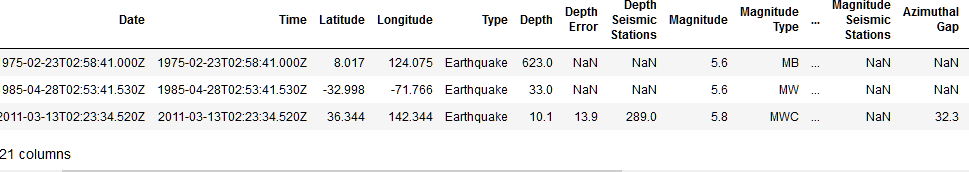 Date Time Latitude Longitude Type Depth Depth Error Depth Seismic Stations Magnitude Magnitude Type ... Magnitude Seismic Stations Azimuthal Gap
975-02-23T02:58:41.000Z 1975-02-23T02:58:41.000Z 8.017 124.075 Earthquake 623.0 NaN NaN 5.6 MB ... NaN NaN
985-04-28T02:53:41.530Z 1985-04-28T02:53:41.530Z -32.998 -71.766 Earthquake 33.0 NaN NaN 5.6 MW ... NaN NaN
2011-03-13T02:23:34.520Z 2011-03-13T02:23:34.520Z 36.344 142.344 Earthquake 10.1 13.9 289.0 5.8 MWC ... NaN 32.3
21 columns